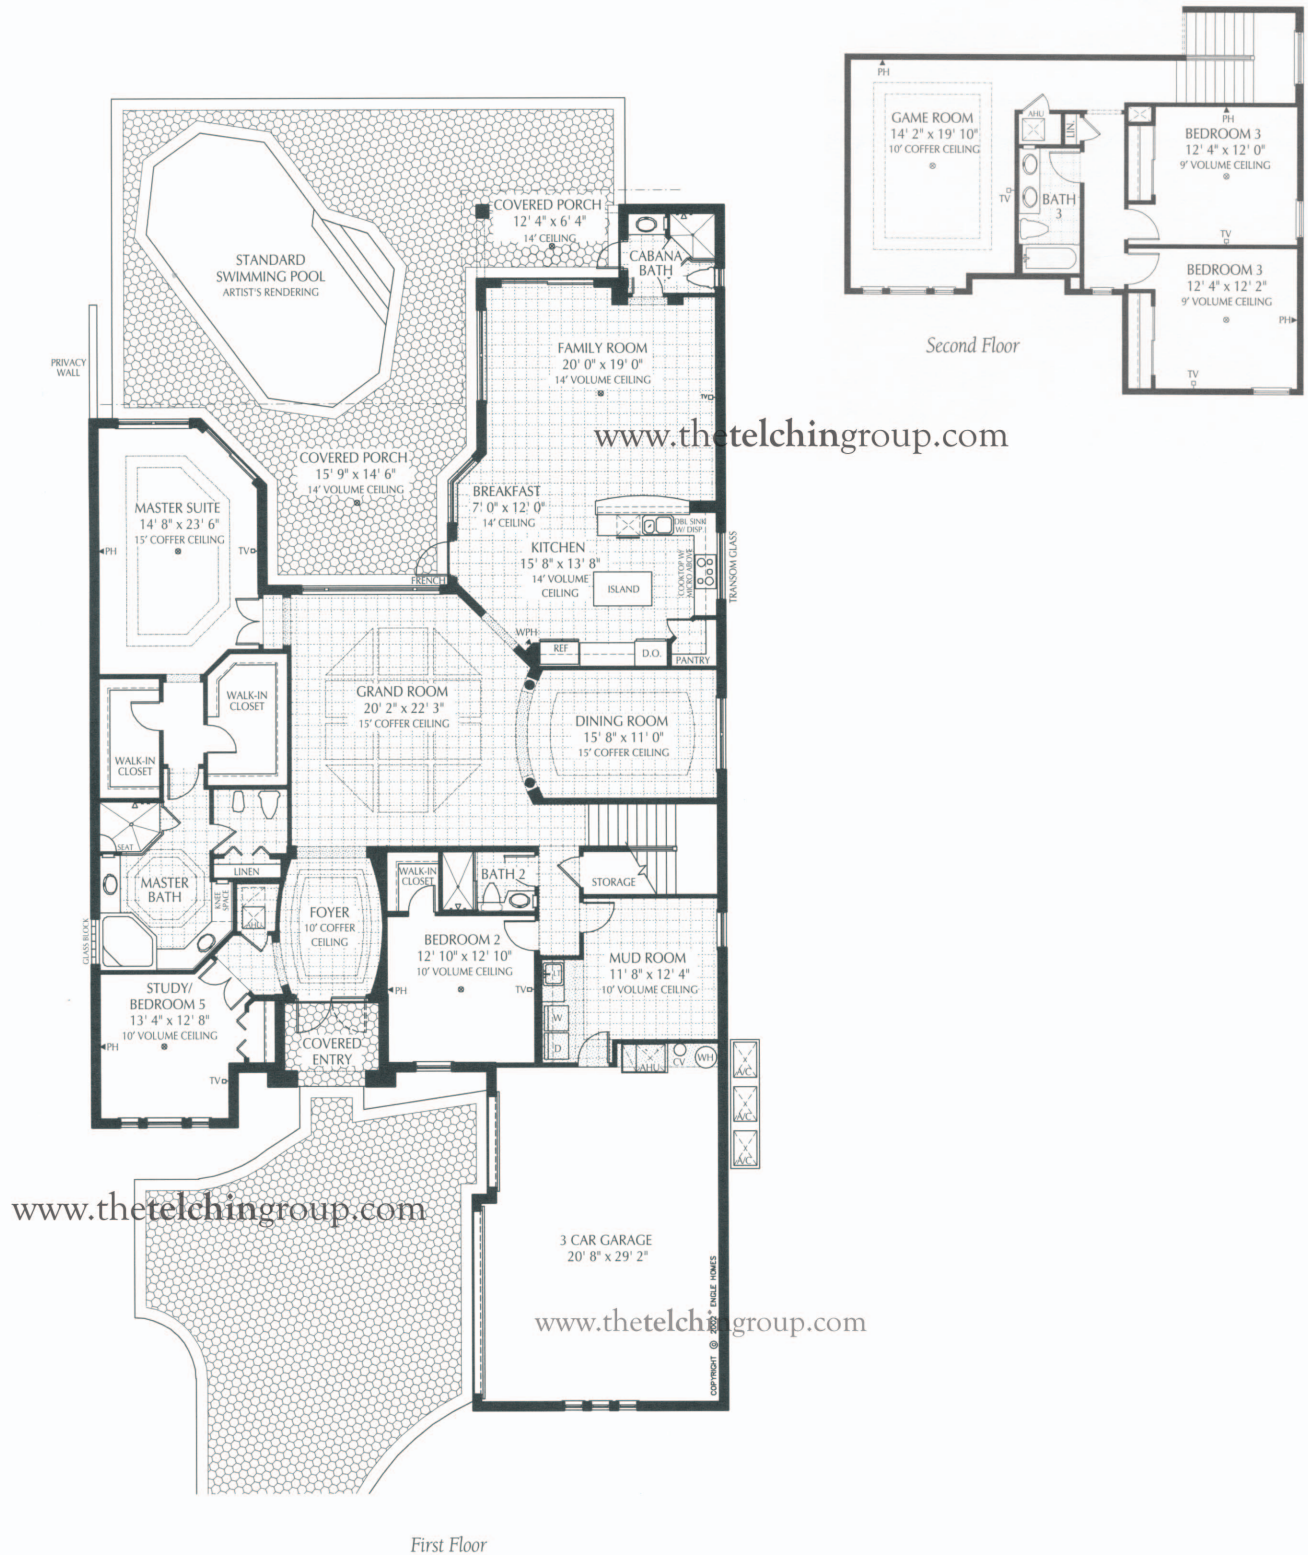 PH
GAME ROOM
14' 2" x 19' 10"
10' COFFER CEILING
TV
AHU
LIN.
BATH
3
PH
BEDROOM 3
12' 4" x 12' 0"
9' VOLUME CEILING
TV
BEDROOM 3
12' 4" x 12' 2"
9' VOLUME CEILING
PH
TV
Second Floor
COVERED PORCH
12' 4" x 6' 4"
14' CEILING
CABANA
BATH
STANDARD
SWIMMING POOL
ARTIST'S RENDERING
PRIVACY
WALL
FAMILY ROOM
20' 0" x 19' 0"
14' VOLUME CEILING
TV
www.thetelchingroup.com
COVERED PORCH
15' 9" x 14' 6"
14' VOLUME CEILING
BREAKFAST
7' 0" x 12' 0"
14' CEILING
MASTER SUITE
14' 8" x 23' 6"
15' COFFER CEILING
PH
TV
DBL SINK
W/ DISP.
KITCHEN
15' 8" x 13' 8"
14' VOLUME
CEILING
ISLAND
COOKTOP W/
MICRO ABOVE
TRANSOM GLASS
FRENCH
WPH
REF
D.O.
PANTRY
WALK-IN
CLOSET
GRAND ROOM
20' 2" x 22' 3"
15' COFFER CEILING
DINING ROOM
15' 8" x 11' 0"
15' COFFER CEILING
WALK-IN
CLOSET
SEAT
LINEN
MASTER
BATH
KNEE
SPACE
AHU
GLASS BLOCK
WALK-IN
CLOSET
BATH 2
STORAGE
FOYER
10' COFFER
CEILING
BEDROOM 2
12' 10" x 12' 10"
10' VOLUME CEILING
PH
TV
MUD ROOM
11' 8" x 12' 4"
10' VOLUME CEILING
LT
W
D
STUDY/
BEDROOM 5
13' 4" x 12' 8"
10' VOLUME CEILING
PH
TV
COVERED
ENTRY
AHU
CV
WH
A/C
A/C
A/C
www.thetelchingroup.com
3 CAR GARAGE
20' 8" x 29' 2"
www.thetelchingroup.com
COPYRIGHT © 2000 ENGLE HOMES
First Floor